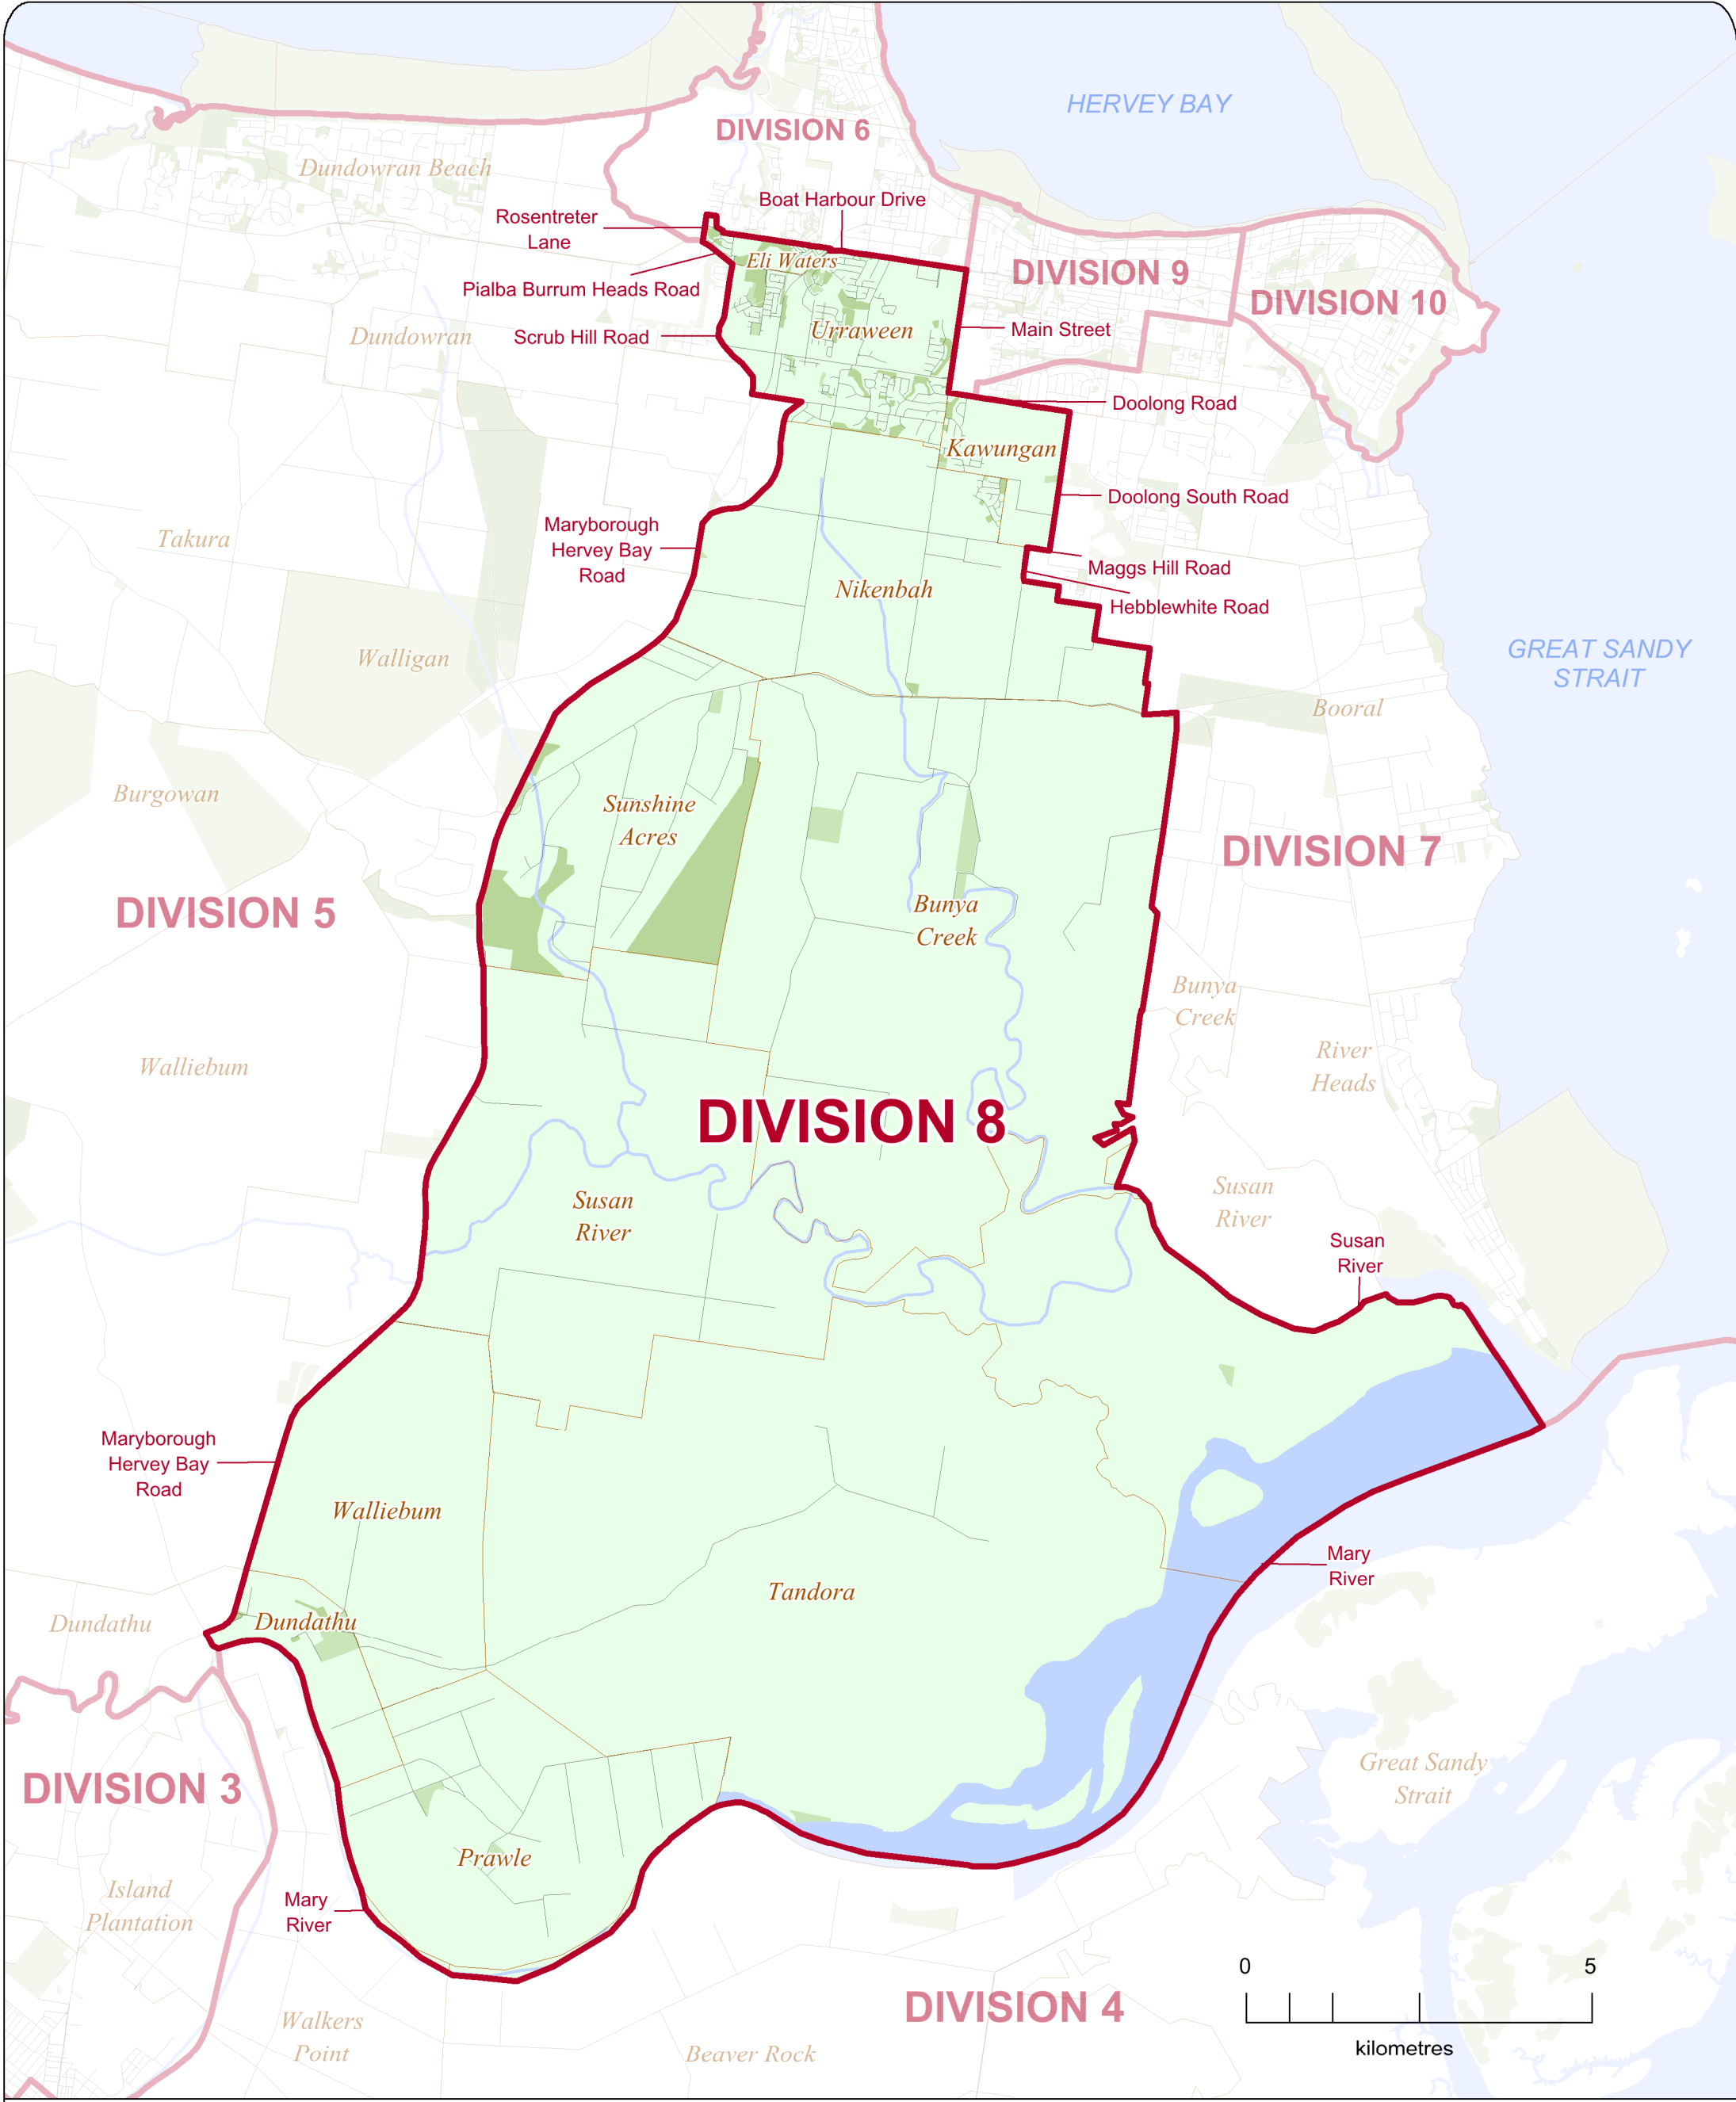 HERVEY BAY
DIVISION 6
Dundowran Beach
Boat Harbour Drive
Rosentreter
Lane
Eli Waters
DIVISION 9
Pialba Burrum Heads Road
DIVISION 10
Dundowran
Scrub Hill Road
Urraween
Main Street
Doolong Road
Kawungan
Doolong South Road
Takura
Maryborough
Hervey Bay
Road
Maggs Hill Road
Nikenbah
Hebblewhite Road
Walligan
GREAT SANDY
STRAIT
Booral
Burgowan
Sunshine
Acres
DIVISION 7
DIVISION 5
Bunya
Creek
Bunya
Creek
Walliebum
River
Heads
DIVISION 8
Susan
River
Susan
River
Susan
River
Maryborough
Hervey Bay
Road
Walliebum
Mary
River
Tandora
Dundathu
Dundathu
DIVISION 3
Great Sandy
Strait
Prawle
Island
Plantation
Mary
River
0 5
kilometres
DIVISION 4
Walkers
Point
Beaver Rock